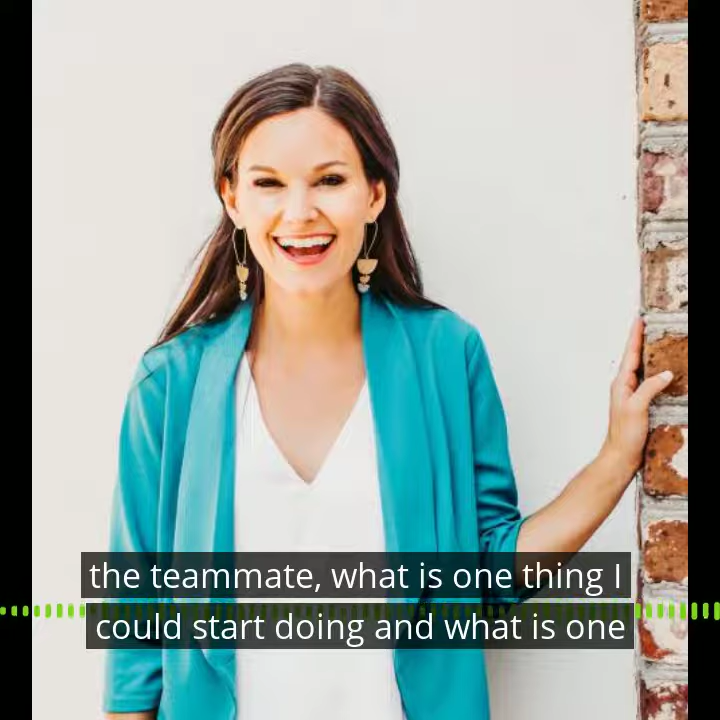 the teammate, what is one thing I
could start doing and what is one